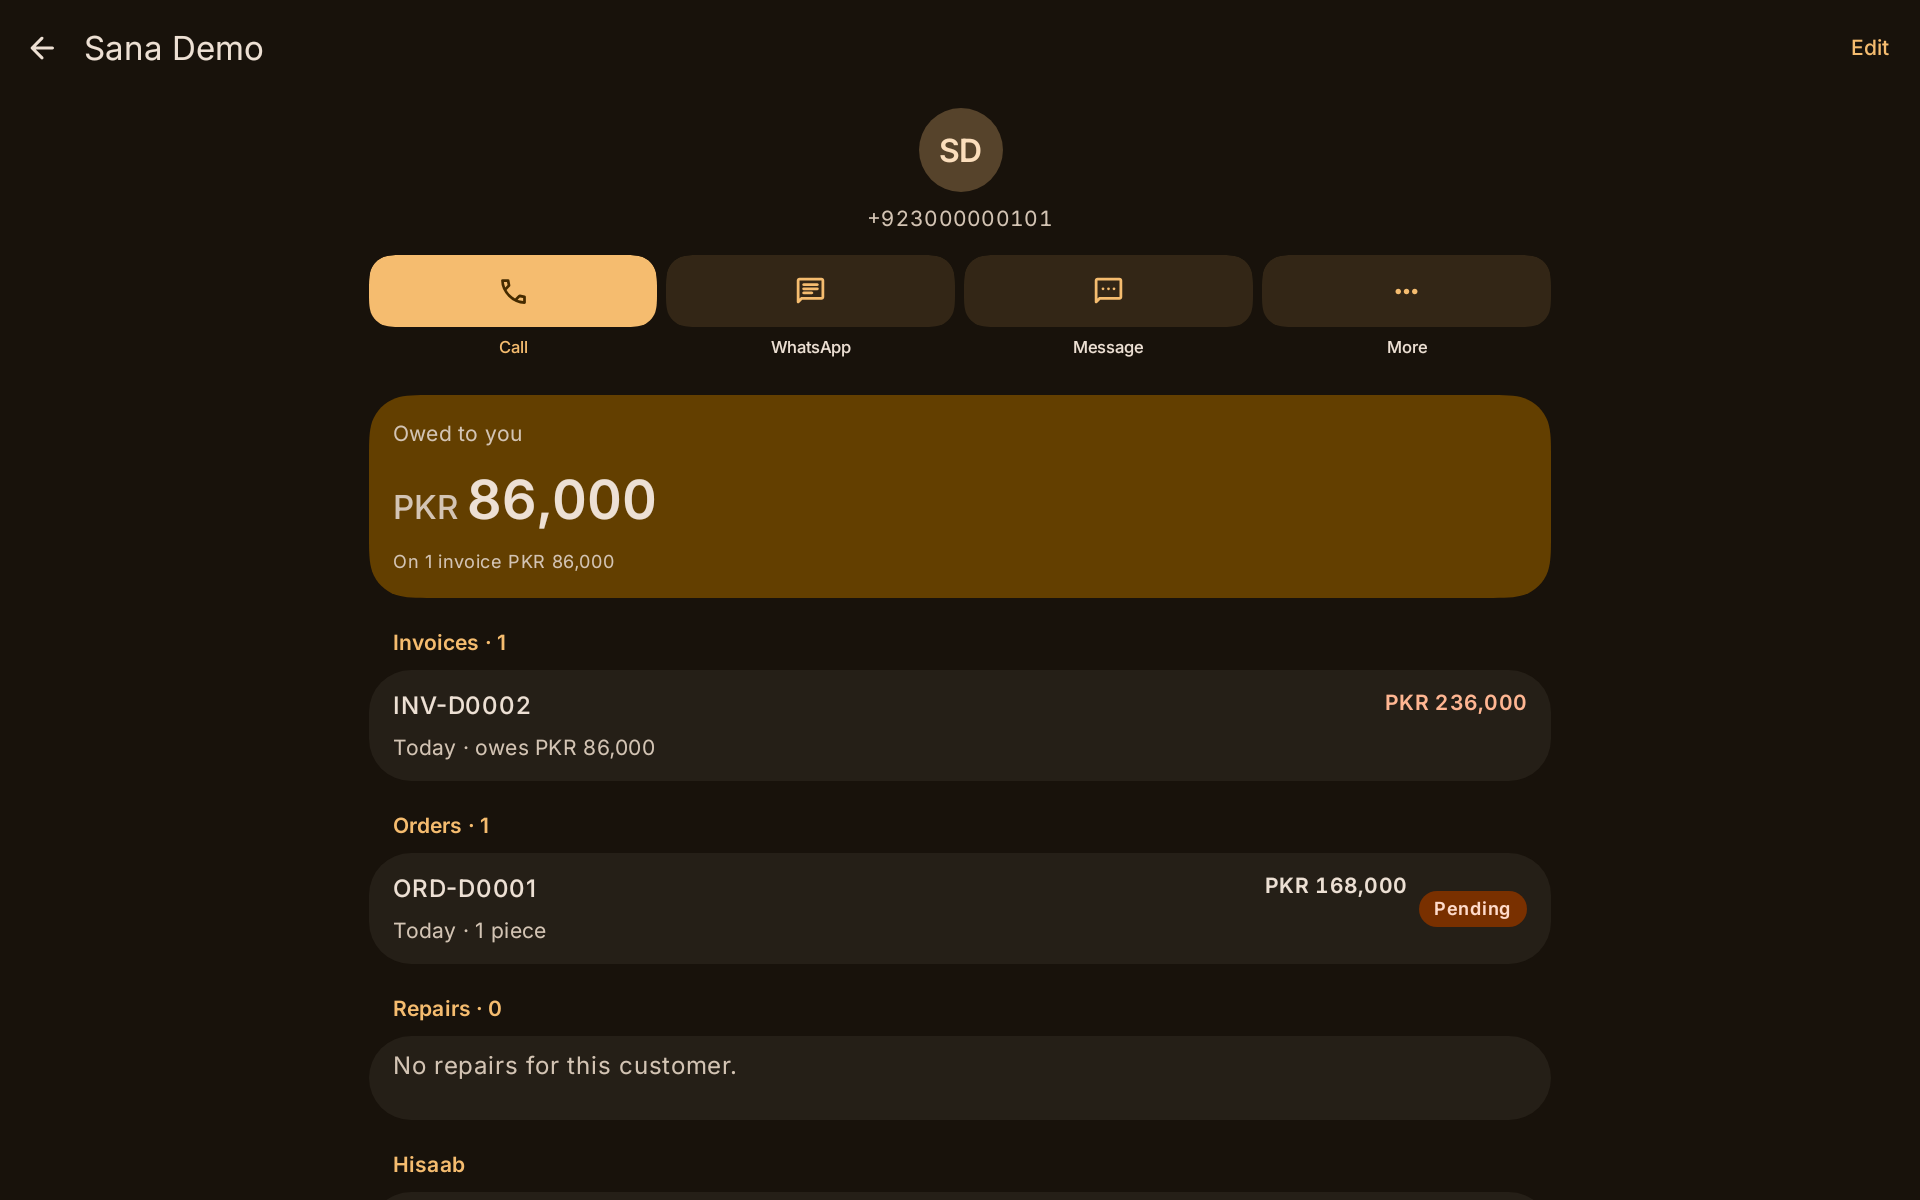 Sana Demo
Edit
SD
+923000000101
Call
WhatsApp
Message
More
Owed to you
PKR 86,000
On 1 invoice PKR 86,000
Invoices · 1
INV-D0002
PKR 236,000
Today · owes PKR 86,000
Orders · 1
ORD-D0001
PKR 168,000
Pending
Today · 1 piece
Repairs · 0
No repairs for this customer.
Hisaab